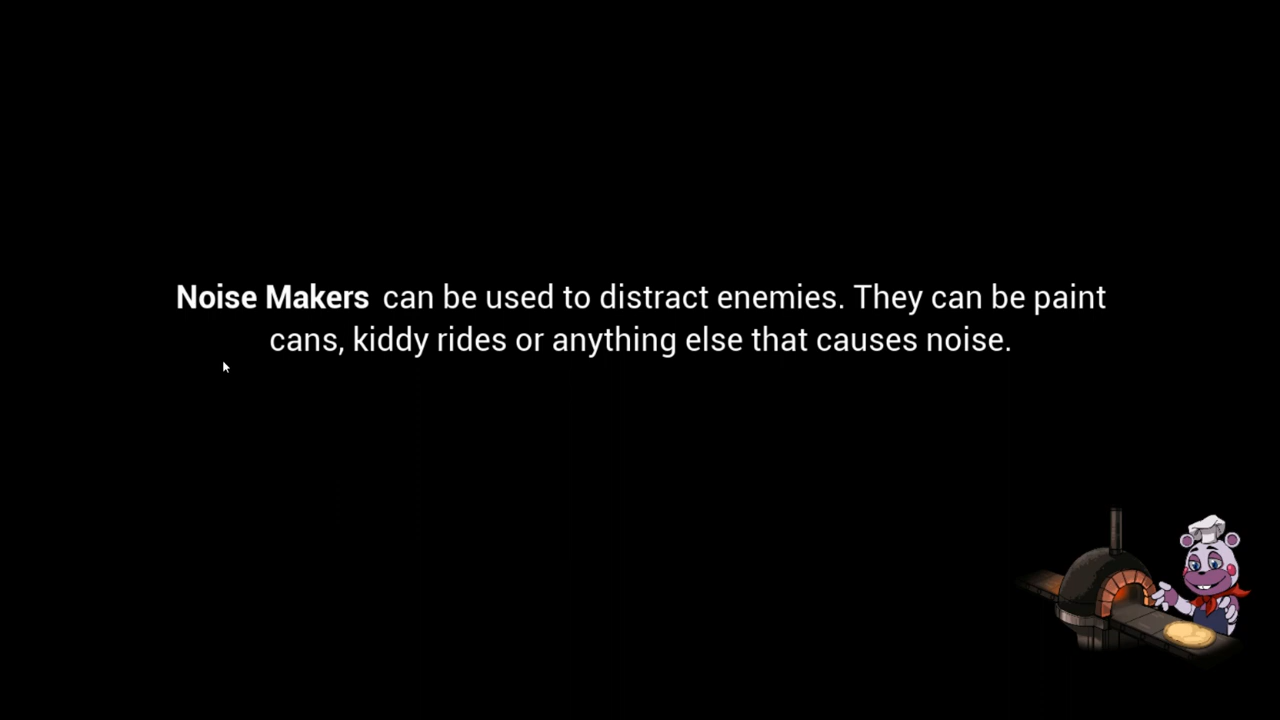 Noise Makers can be used to distract enemies. They can be paint
cans, kiddy rides or anything else that causes noise.